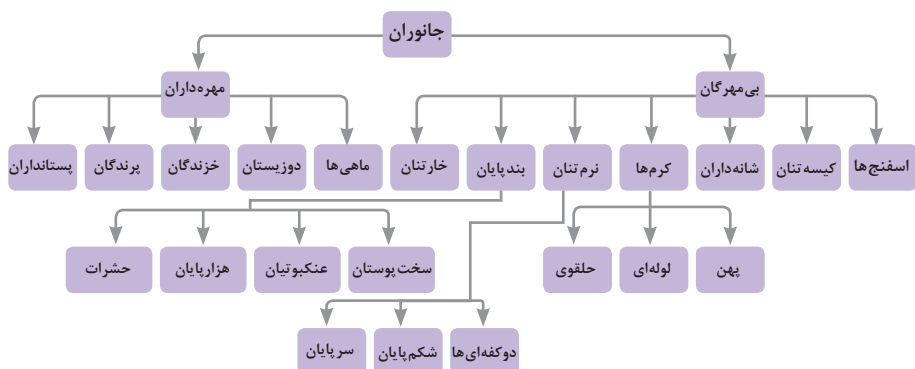 جانوران
بی‌مهرگان
مهره‌داران
اسفنج‌ها
کیسه‌تنان
شانه‌داران
کرم‌ها
نرم‌تنان
بندپایان
خارتنان
ماهی‌ها
دوزیستان
خزندگان
پرندگان
پستانداران
پهن
لوله‌ای
حلقوی
سخت‌پوستان
عنکبوتیان
هزارپایان
حشرات
دوکفه‌ای‌ها
شکم‌پایان
سرپایان